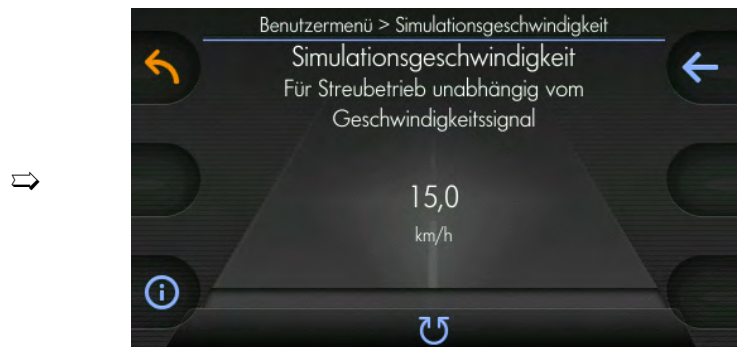 Benutzermenü > Simulationsgeschwindigkeit
Simulationsgeschwindigkeit
Für Streubetrieb unabhängig vom
Geschwindigkeitssignal
15,0
km/h